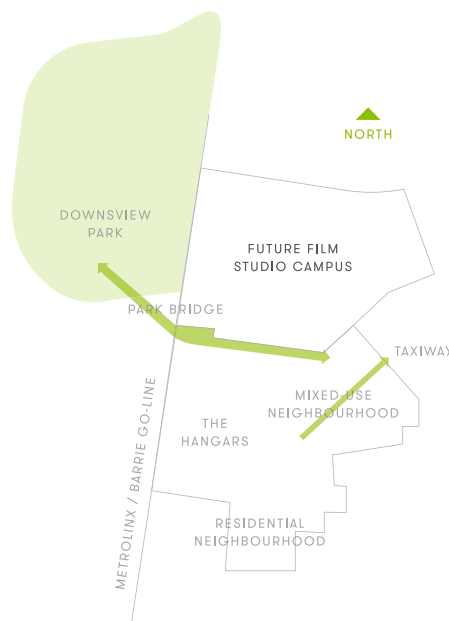 NORTH
DOWNSVIEW
PARK
FUTURE FILM
STUDIO CAMPUS
PARK BRIDGE
TAXIWAY
MIXED-USE
NEIGHBOURHOOD
THE
HANGARS
METROLINX / BARRIE GO-LINE
RESIDENTIAL
NEIGHBOURHOOD